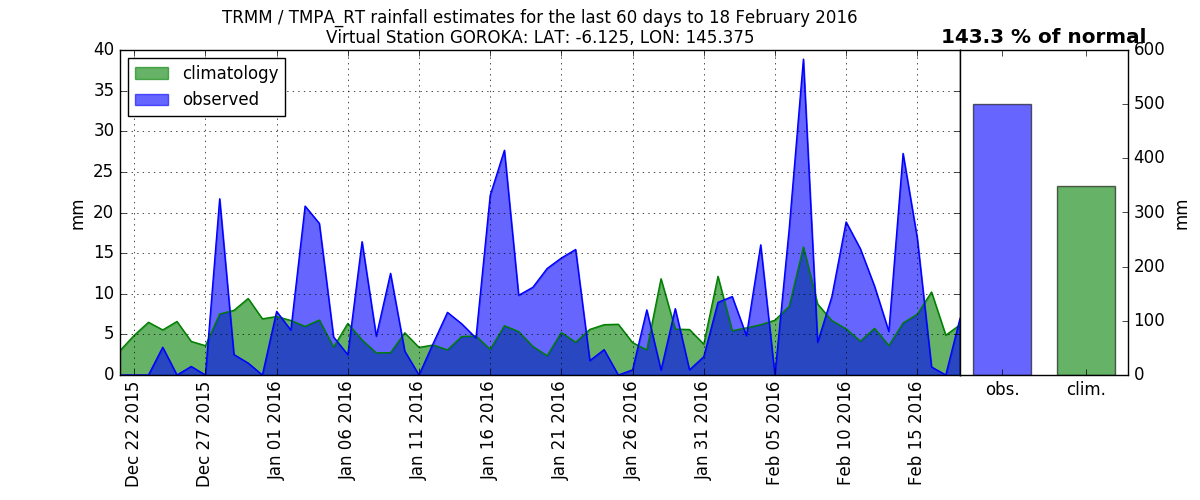 TRMM / TMPA_RT rainfall estimates for the last 60 days to 18 February 2016
Virtual Station GOROKA: LAT: -6.125, LON: 145.375
143.3 % of normal
climatology
observed
40
35
30
25
20
15
10
5
0
mm
Dec 22 2015
Dec 27 2015
Jan 01 2016
Jan 06 2016
Jan 11 2016
Jan 16 2016
Jan 21 2016
Jan 26 2016
Jan 31 2016
Feb 05 2016
Feb 10 2016
Feb 15 2016
600
500
400
300
200
100
0
mm
obs.
clim.